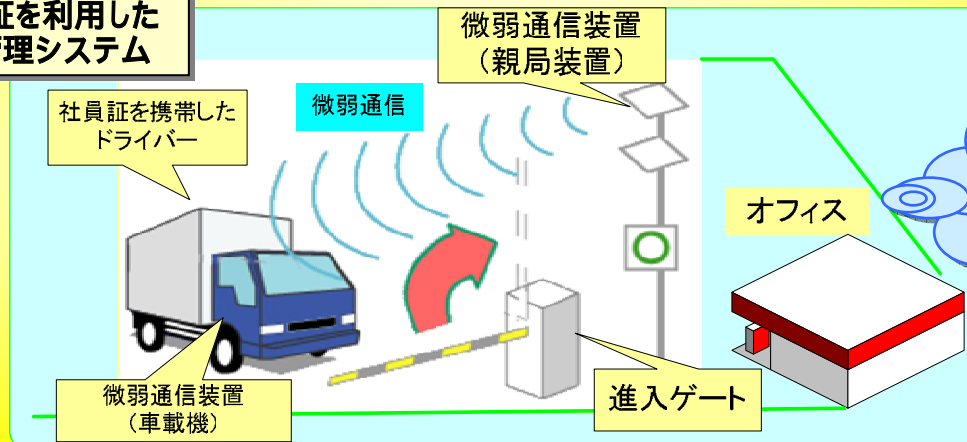 証を利用した
管理システム
微弱通信装置
（親局装置）
社員証を携帯した
ドライバー
微弱通信
オフィス
微弱通信装置
（車載機）
進入ゲート